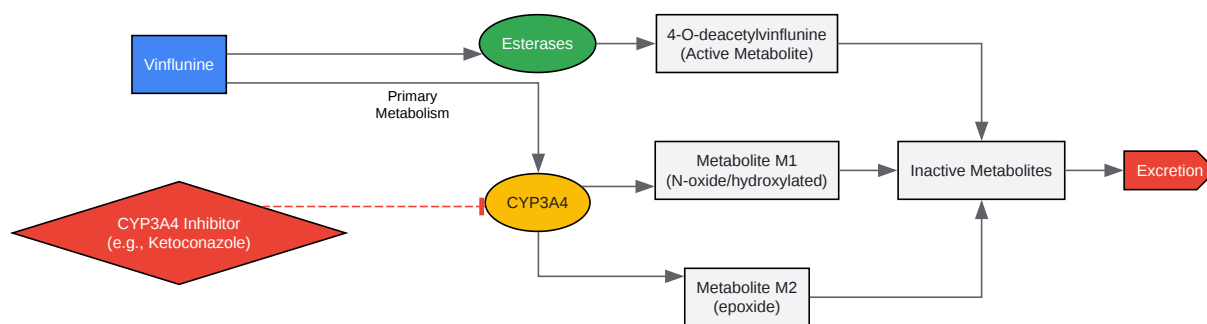 Vinflunine
Esterases
4-O-deacetylvinflunine
(Active Metabolite)
Primary
Metabolism
CYP3A4 Inhibitor
(e.g., Ketoconazole)
CYP3A4
Metabolite M1
(N-oxide/hydroxylated)
Inactive Metabolites
Excretion
Metabolite M2
(epoxide)